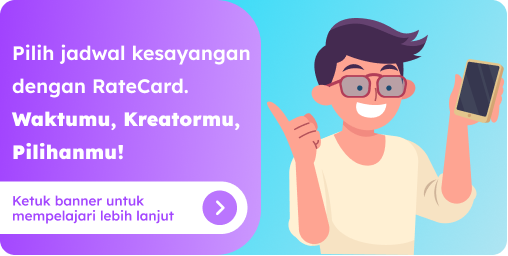 Pilih jadwal kesayangan
dengan RateCard.
Waktumu, Kreatormu,
Pilihanmu!
Ketuk banner untuk
mempelajari lebih lanjut